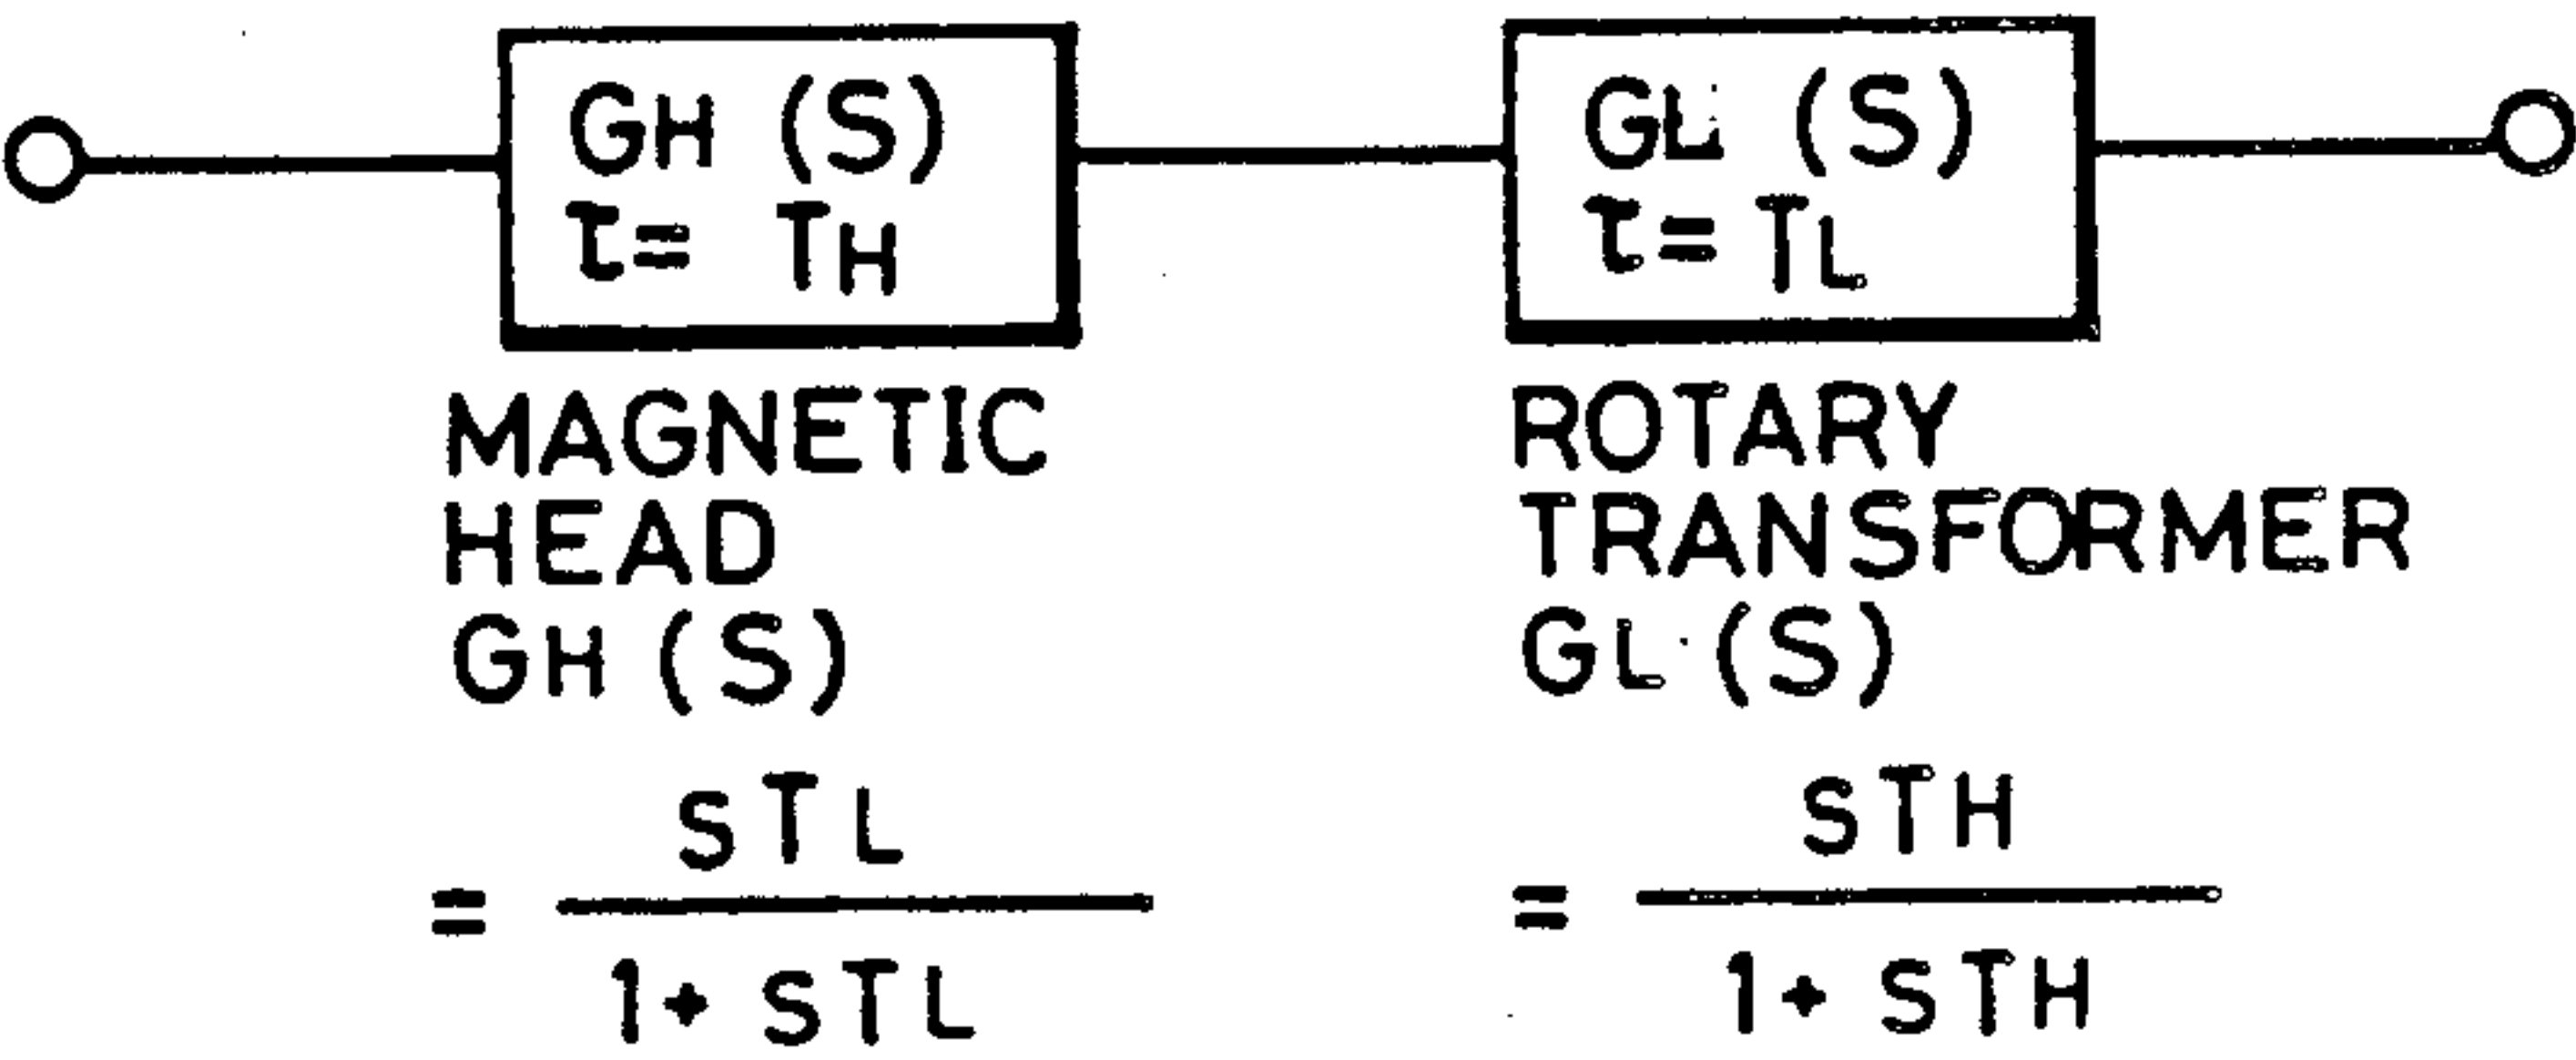 GH (S)
τ= TH
GL (S)
τ= TL
MAGNETIC
HEAD
GH (S)
= STL
1+ STL
ROTARY
TRANSFORMER
GL (S)
= STH
1+ STH